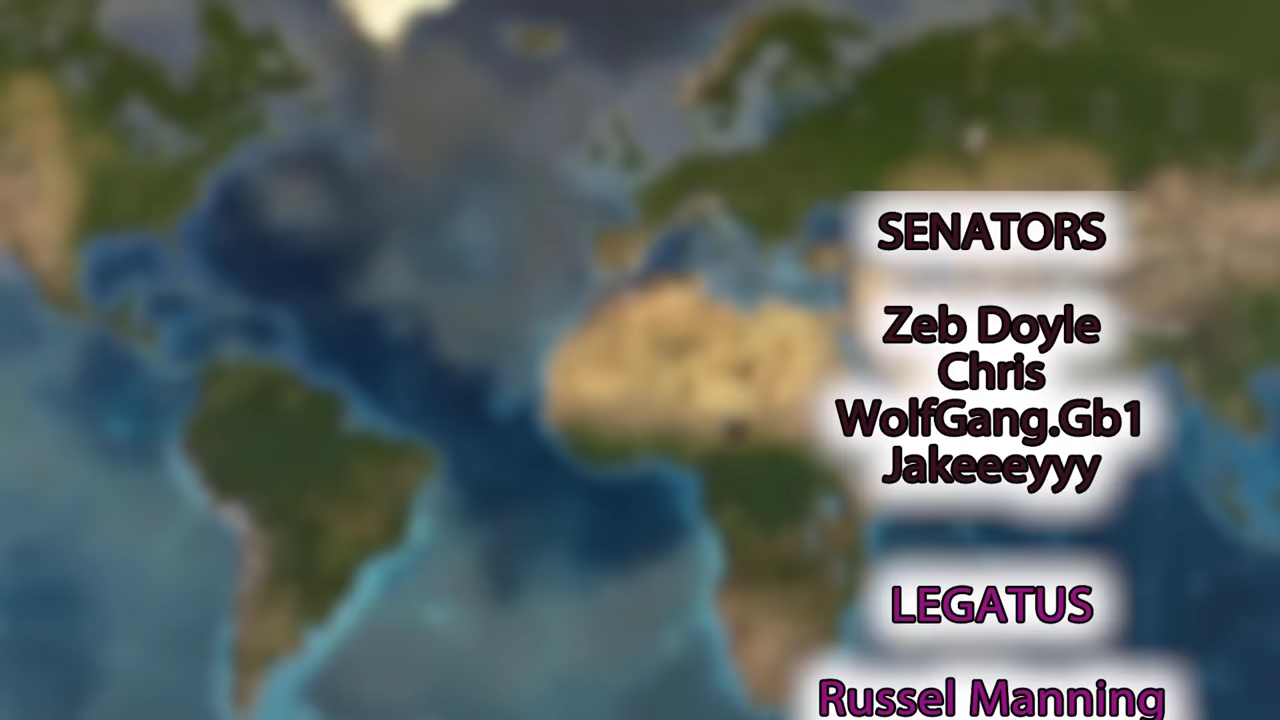 SENATORS
Zeb Doyle
Chris
WolfGang.Gb1
Jakeeeyyy
LEGATUS
Russel Manning